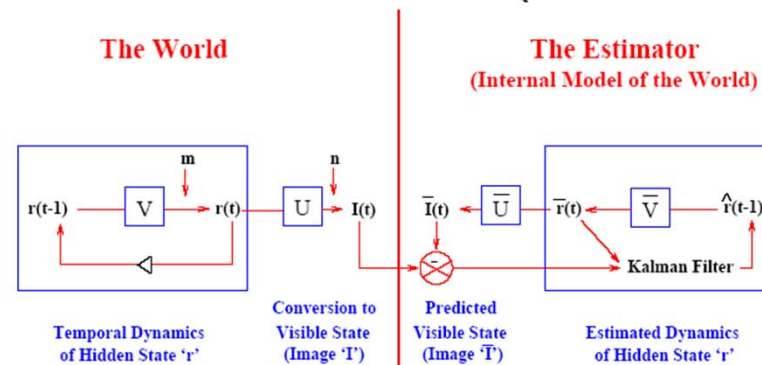 The World
The Estimator
(Internal Model of the World)
m
n
r(t-1)
V
r(t)
U
I(t)
I̅(t)
U̅
r̅(t)
V̅
r̂(t-1)
-
Kalman Filter
Temporal Dynamics
of Hidden State ‘r’
Conversion to
Visible State
(Image ‘I’)
Predicted
Visible State
(Image ‘I̅’)
Estimated Dynamics
of Hidden State ‘r’